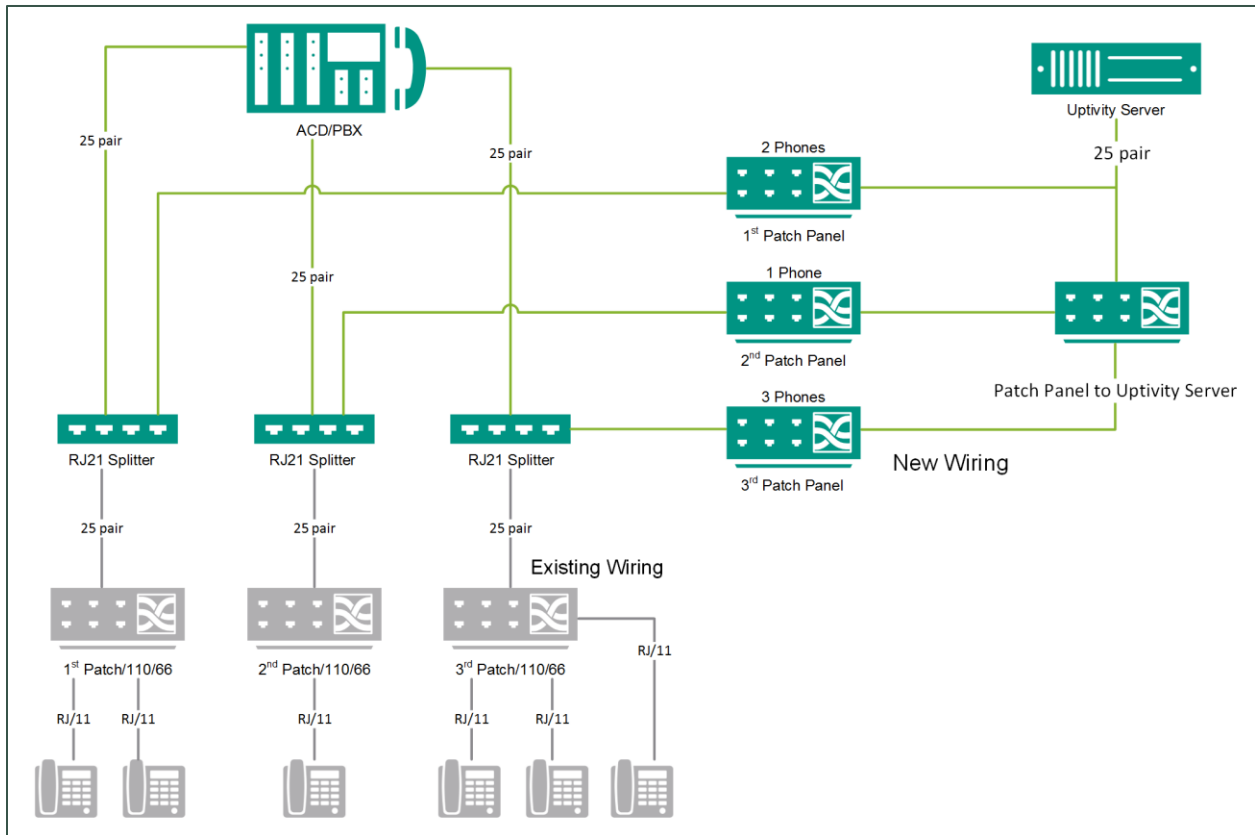 ACD/PBX
Uptivity Server
25 pair
25 pair
25 pair
25 pair
2 Phones
1st Patch Panel
1 Phone
2nd Patch Panel
Patch Panel to Uptivity Server
3 Phones
3rd Patch Panel
New Wiring
RJ21 Splitter
RJ21 Splitter
RJ21 Splitter
25 pair
25 pair
25 pair
Existing Wiring
1st Patch/110/66
2nd Patch/110/66
3rd Patch/110/66
RJ/11
RJ/11
RJ/11
RJ/11
RJ/11
RJ/11